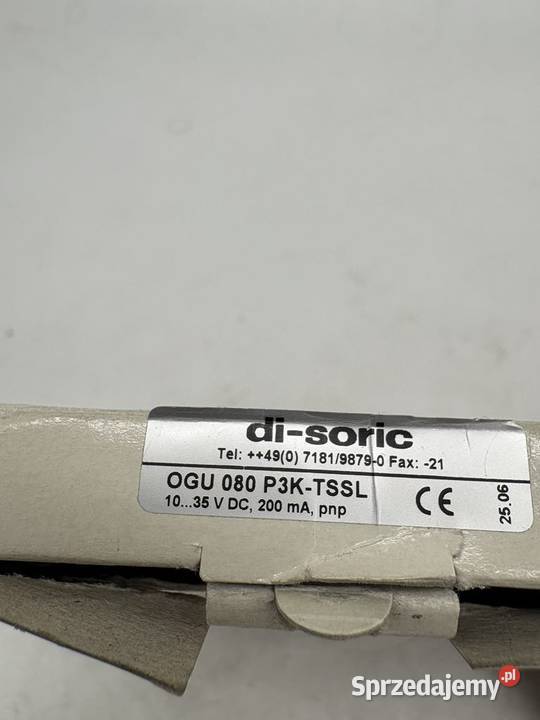 di-soric
Tel: ++49(0) 7181/9879-0 Fax: -21
OGU 080 P3K-TSSL
10...35 V DC, 200 mA, pnp
CE
25.06
Sprzedajemy.pl